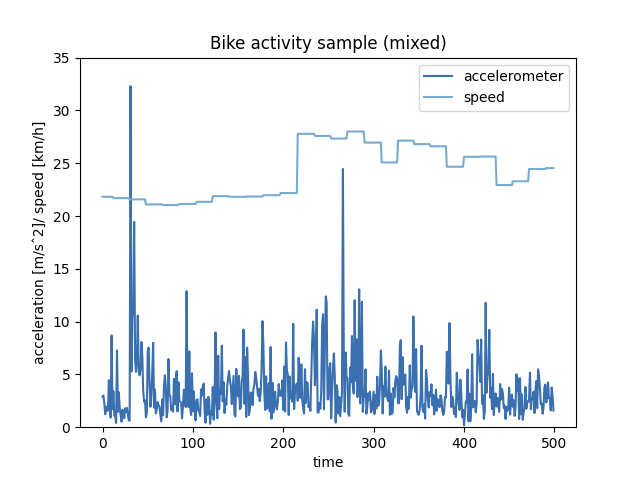 Bike activity sample (mixed)
accelerometer
speed
acceleration [m/s^2]/ speed [km/h]
35
30
25
20
15
10
5
0
0 100 200 300 400 500
time